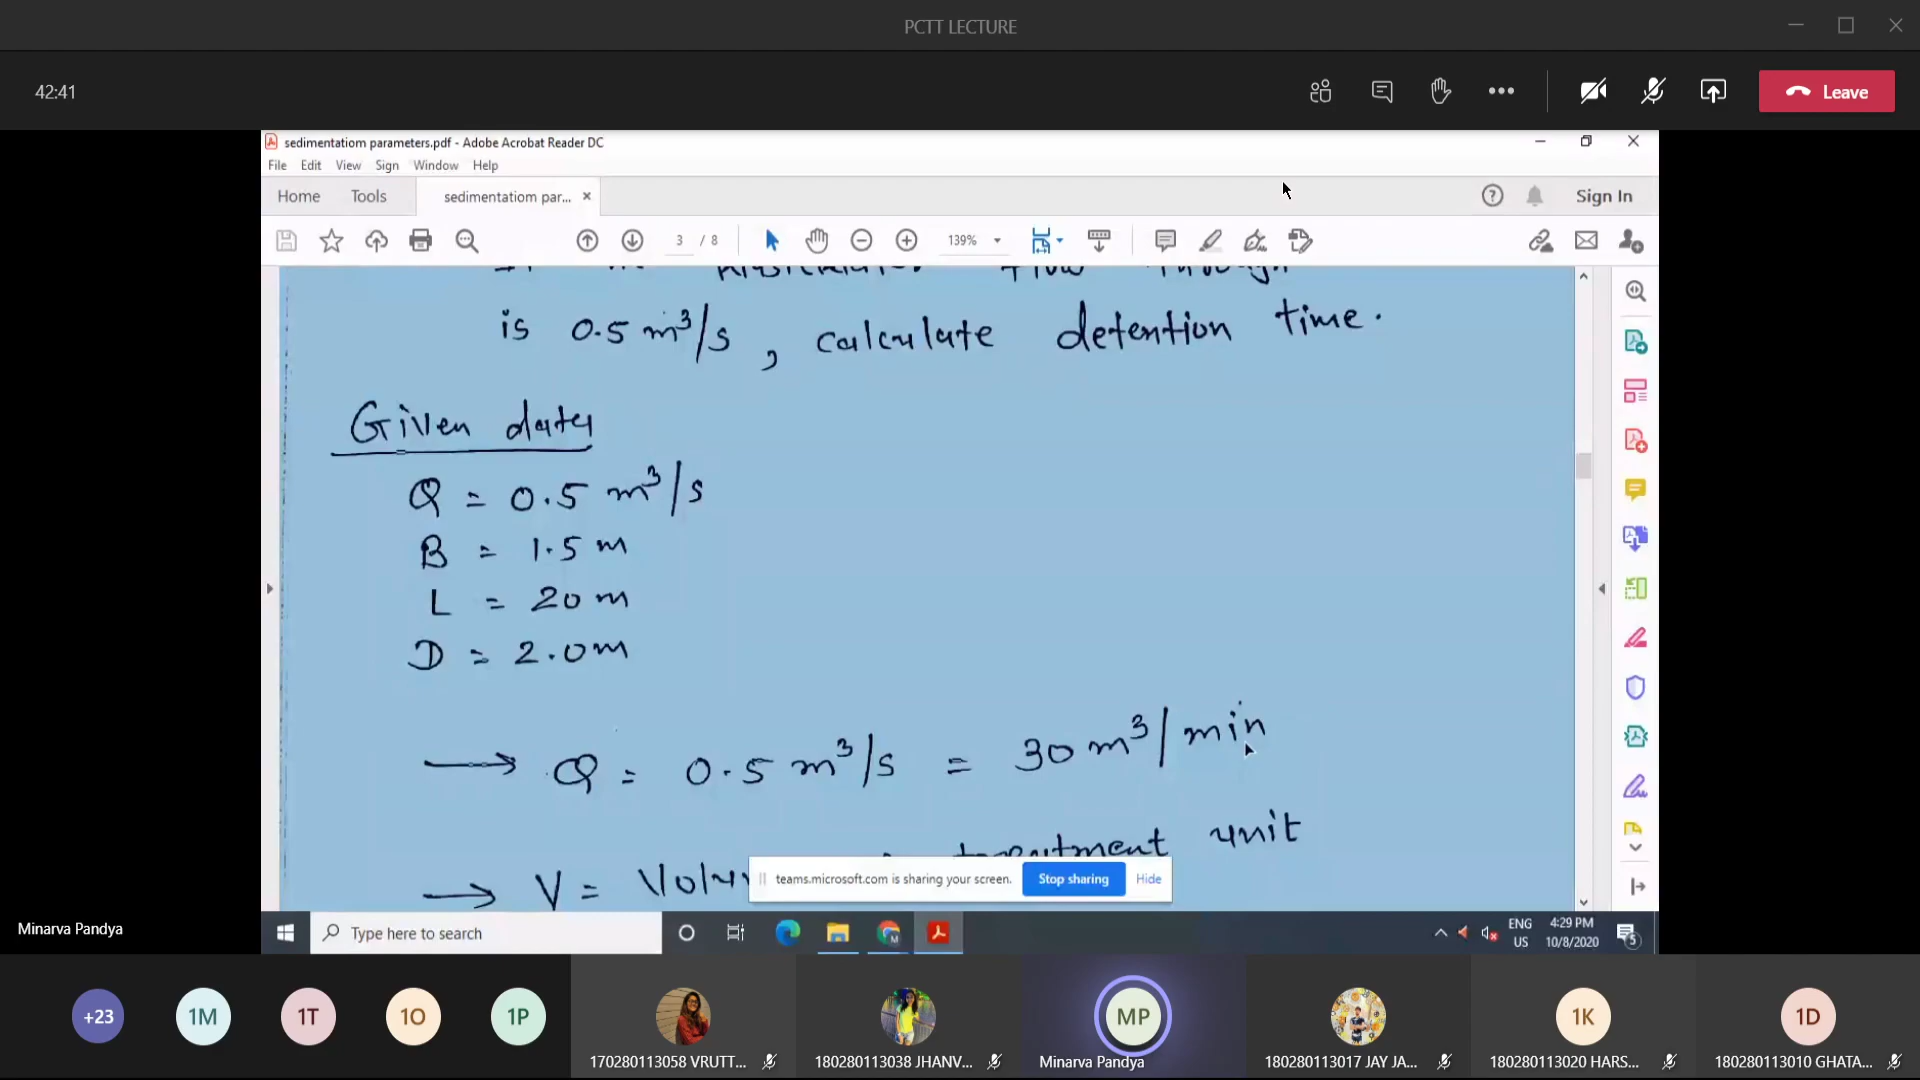 PCTT LECTURE
42:41
Leave
sedimentatiom parameters.pdf - Adobe Acrobat Reader DC
File Edit View Sign Window Help
Home Tools sedimentatiom par... Sign In
3 / 8 139%
flow through
is 0.5 m³/s, calculate detention time.
Given data
Q = 0.5 m³/s
B = 1.5 m
L = 20 m
D = 2.0 m
→ Q = 0.5 m³/s = 30 m³/min
→ V = treatment unit
teams.microsoft.com is sharing your screen. Stop sharing Hide
Minarva Pandya
Type here to search
ENG
US
4:29 PM
10/8/2020
5
+23 1M 1T 1O 1P MP 1K 1D
170280113058 VRUTT... 180280113038 JHANV... Minarva Pandya 180280113017 JAY JA... 180280113020 HARS... 180280113010 GHATA...